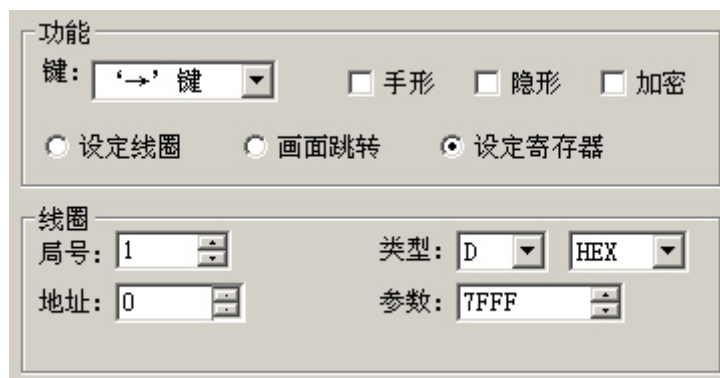 功能
键： ‘→’ 键 手形 隐形 加密
设定线圈 画面跳转 设定寄存器
线圈
局号： 1 类型： D HEX
地址： 0 参数： 7FFF